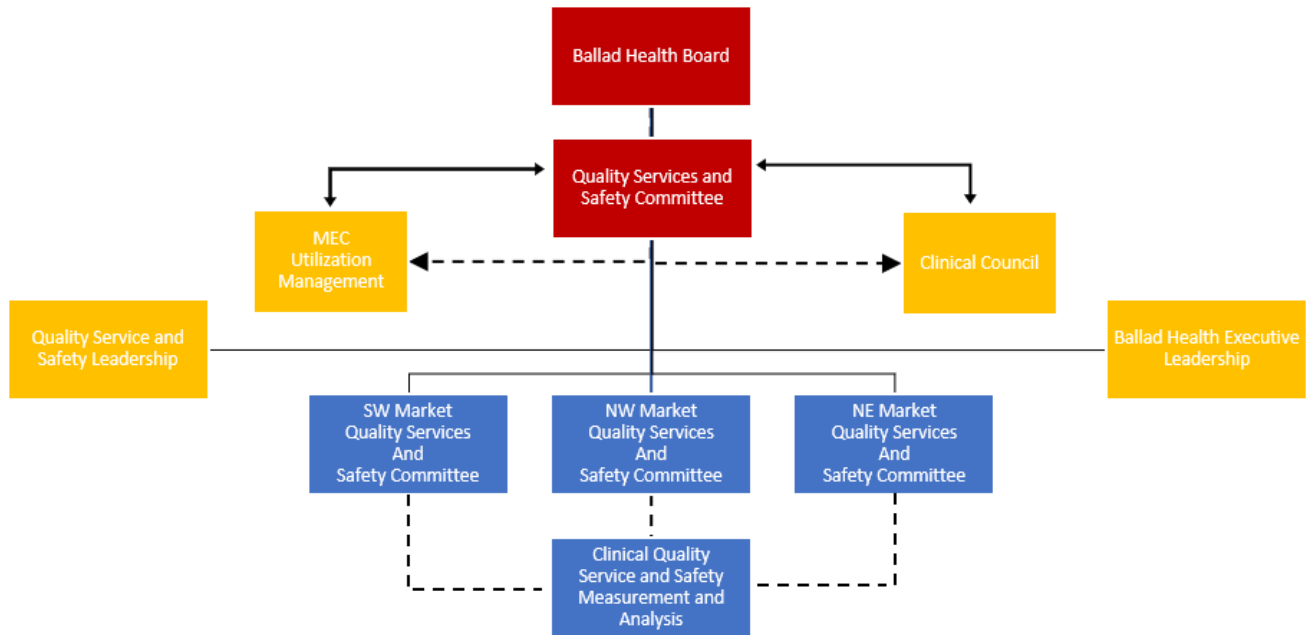 Ballad Health Board
Quality Services and
Safety Committee
MEC
Utilization
Management
Clinical Council
Quality Service and
Safety Leadership
Ballad Health Executive
Leadership
SW Market
Quality Services
And
Safety Committee
NW Market
Quality Services
And
Safety Committee
NE Market
Quality Services
And
Safety Committee
Clinical Quality
Service and Safety
Measurement and
Analysis